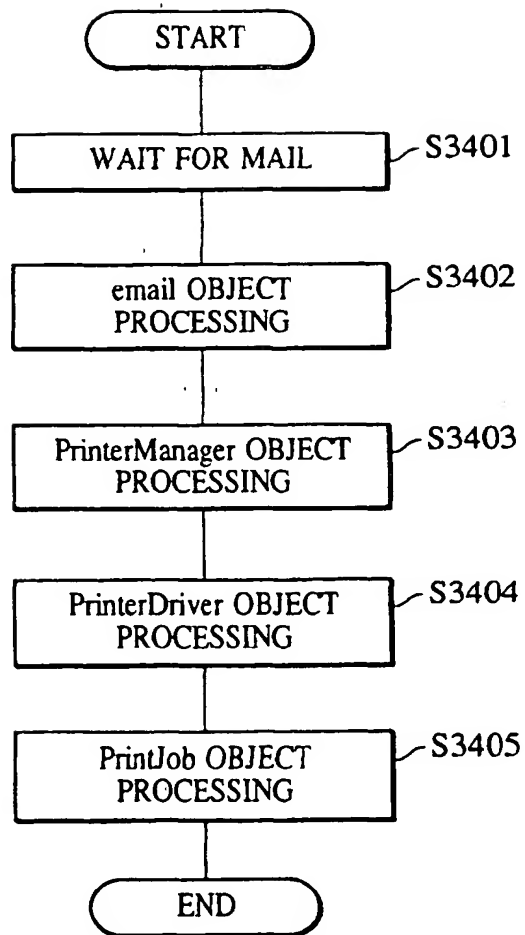 START
WAIT FOR MAIL
S3401
email OBJECT
PROCESSING
S3402
PrinterManager OBJECT
PROCESSING
S3403
PrinterDriver OBJECT
PROCESSING
S3404
PrintJob OBJECT
PROCESSING
S3405
END